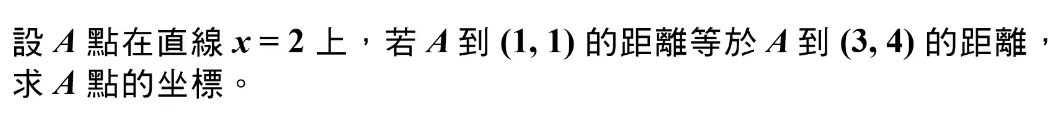 設 A 點在直線 x = 2 上，若 A 到 (1, 1) 的距離等於 A 到 (3, 4) 的距離，
求 A 點的坐標。